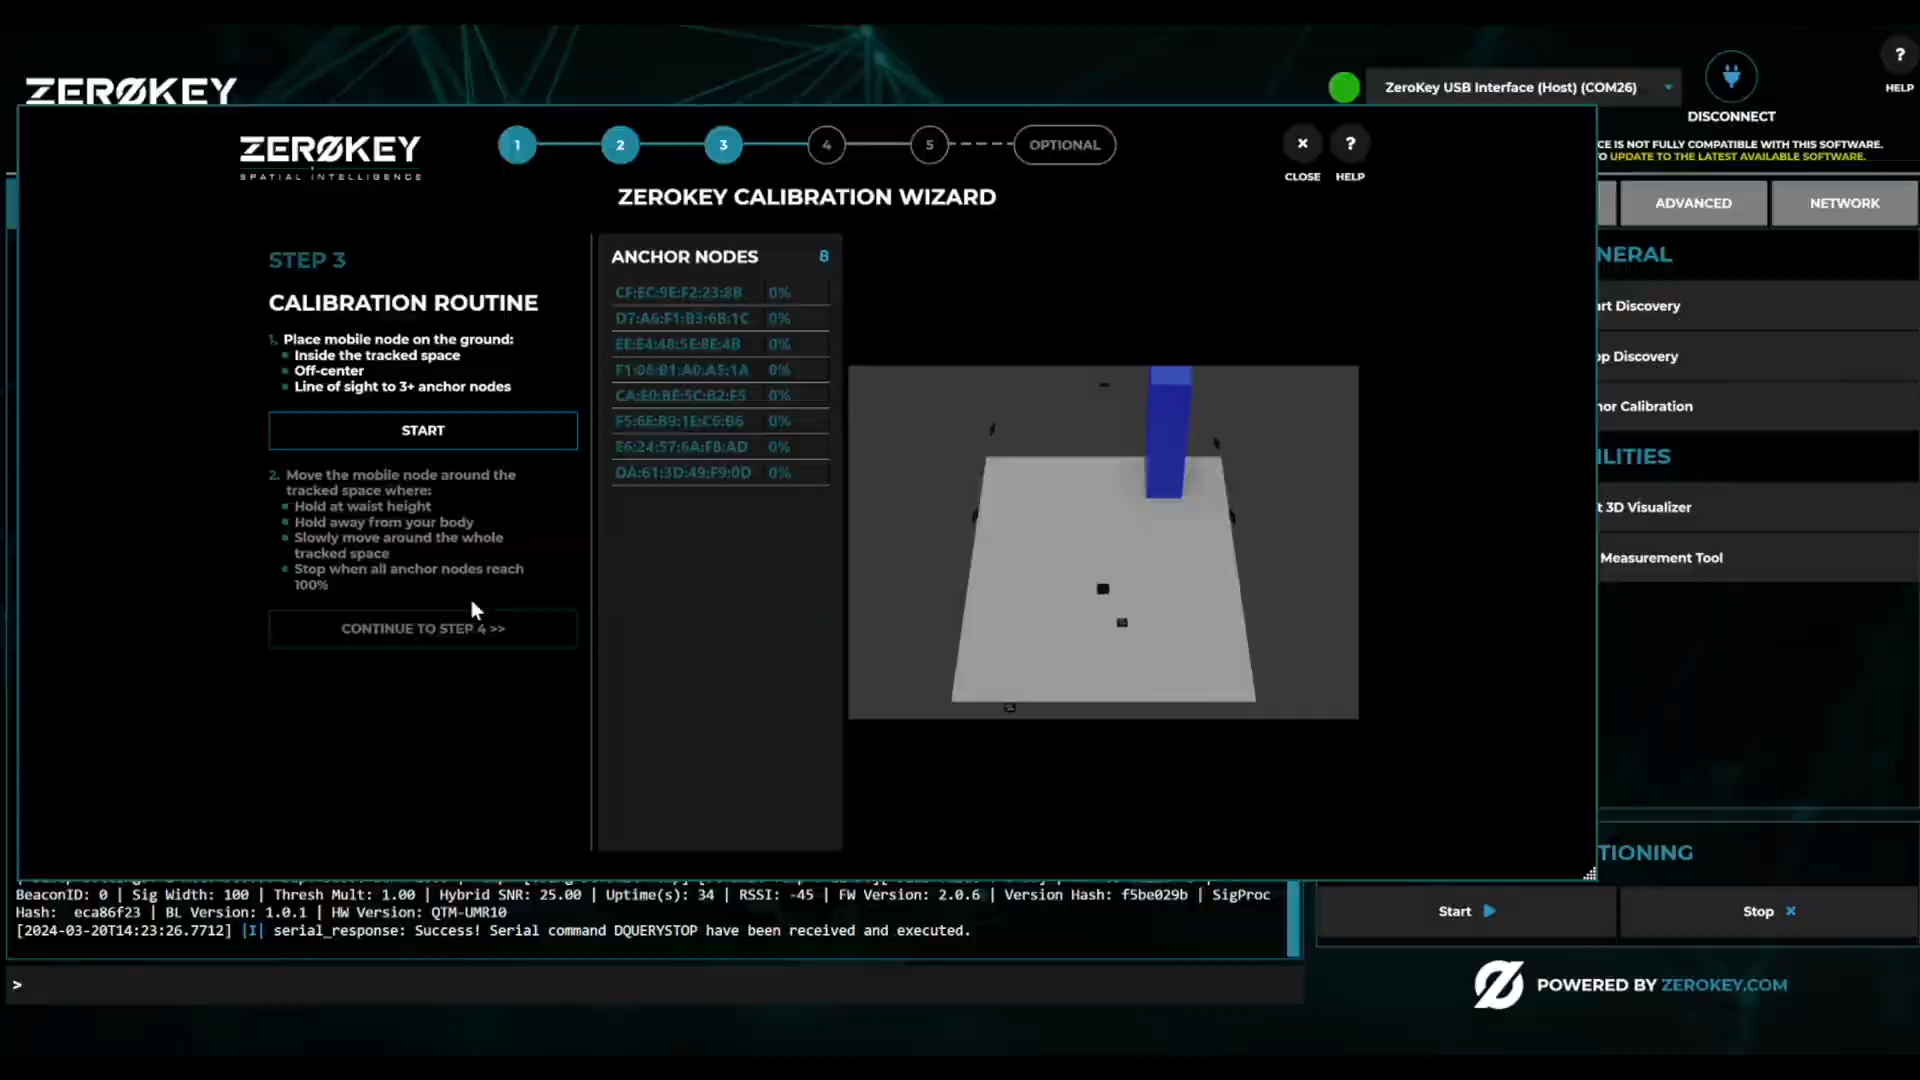 ZERØKEY
ZeroKey USB Interface (Host) (COM26)
DISCONNECT
?
HELP
CE IS NOT FULLY COMPATIBLE WITH THIS SOFTWARE.
O UPDATE TO THE LATEST AVAILABLE SOFTWARE.
ZERØKEY
SPATIAL INTELLIGENCE
1
2
3
4
5
OPTIONAL
CLOSE
?
HELP
ZEROKEY CALIBRATION WIZARD
STEP 3
CALIBRATION ROUTINE
1. Place mobile node on the ground:
Inside the tracked space
Off-center
Line of sight to 3+ anchor nodes
START
2. Move the mobile node around the
tracked space where:
Hold at waist height
Hold away from your body
Slowly move around the whole
tracked space
Stop when all anchor nodes reach
100%
CONTINUE TO STEP 4 >>
ANCHOR NODES 8
CF:EC:9E:F2:23:8B 0%
D7:A6:F1:B3:6B:1C 0%
EE:E4:48:5E:8E:4B 0%
F1:06:B1:A0:A5:1A 0%
CA:E0:BE:5C:B2:F5 0%
F5:6E:B9:1E:C6:B6 0%
E6:24:57:6A:FB:AD 0%
DA:61:3D:49:F9:0D 0%
ADVANCED
NETWORK
NERAL
rt Discovery
op Discovery
hor Calibration
ILITIES
t 3D Visualizer
Measurement Tool
TIONING
Start
Stop
BeaconID: 0 | Sig Width: 100 | Thresh Mult: 1.00 | Hybrid SNR: 25.00 | Uptime(s): 34 | RSSI: -45 | FW Version: 2.0.6 | Version Hash: f5be029b | SigProc
Hash:  eca86f23 | BL Version: 1.0.1 | HW Version: QTM-UMR10
[2024-03-20T14:23:26.7712] |I| serial_response: Success! Serial command DQUERYSTOP have been received and executed.
>
POWERED BY ZEROKEY.COM